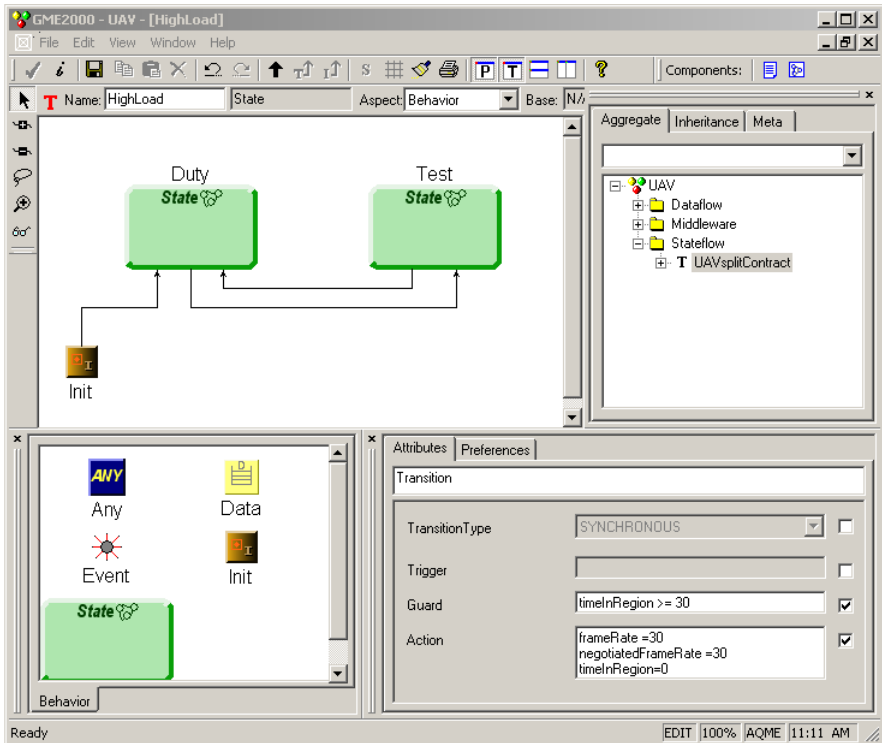 GME2000 - UAV - [HighLoad]
File Edit View Window Help
i S P T ? Components:
T Name: HighLoad State Aspect: Behavior Base: N/A
Aggregate Inheritance Meta
UAV
Dataflow
Middleware
Stateflow
T UAVsplitContract
Duty Test
State State
I
Init
ANY D
Any Data
I
Event Init
State
Behavior
Attributes Preferences
Transition
TransitionType SYNCHRONOUS
Trigger
Guard timeInRegion >= 30
Action frameRate =30
negotiatedFrameRate =30
timeInRegion=0
Ready EDIT 100% AQME 11:11 AM